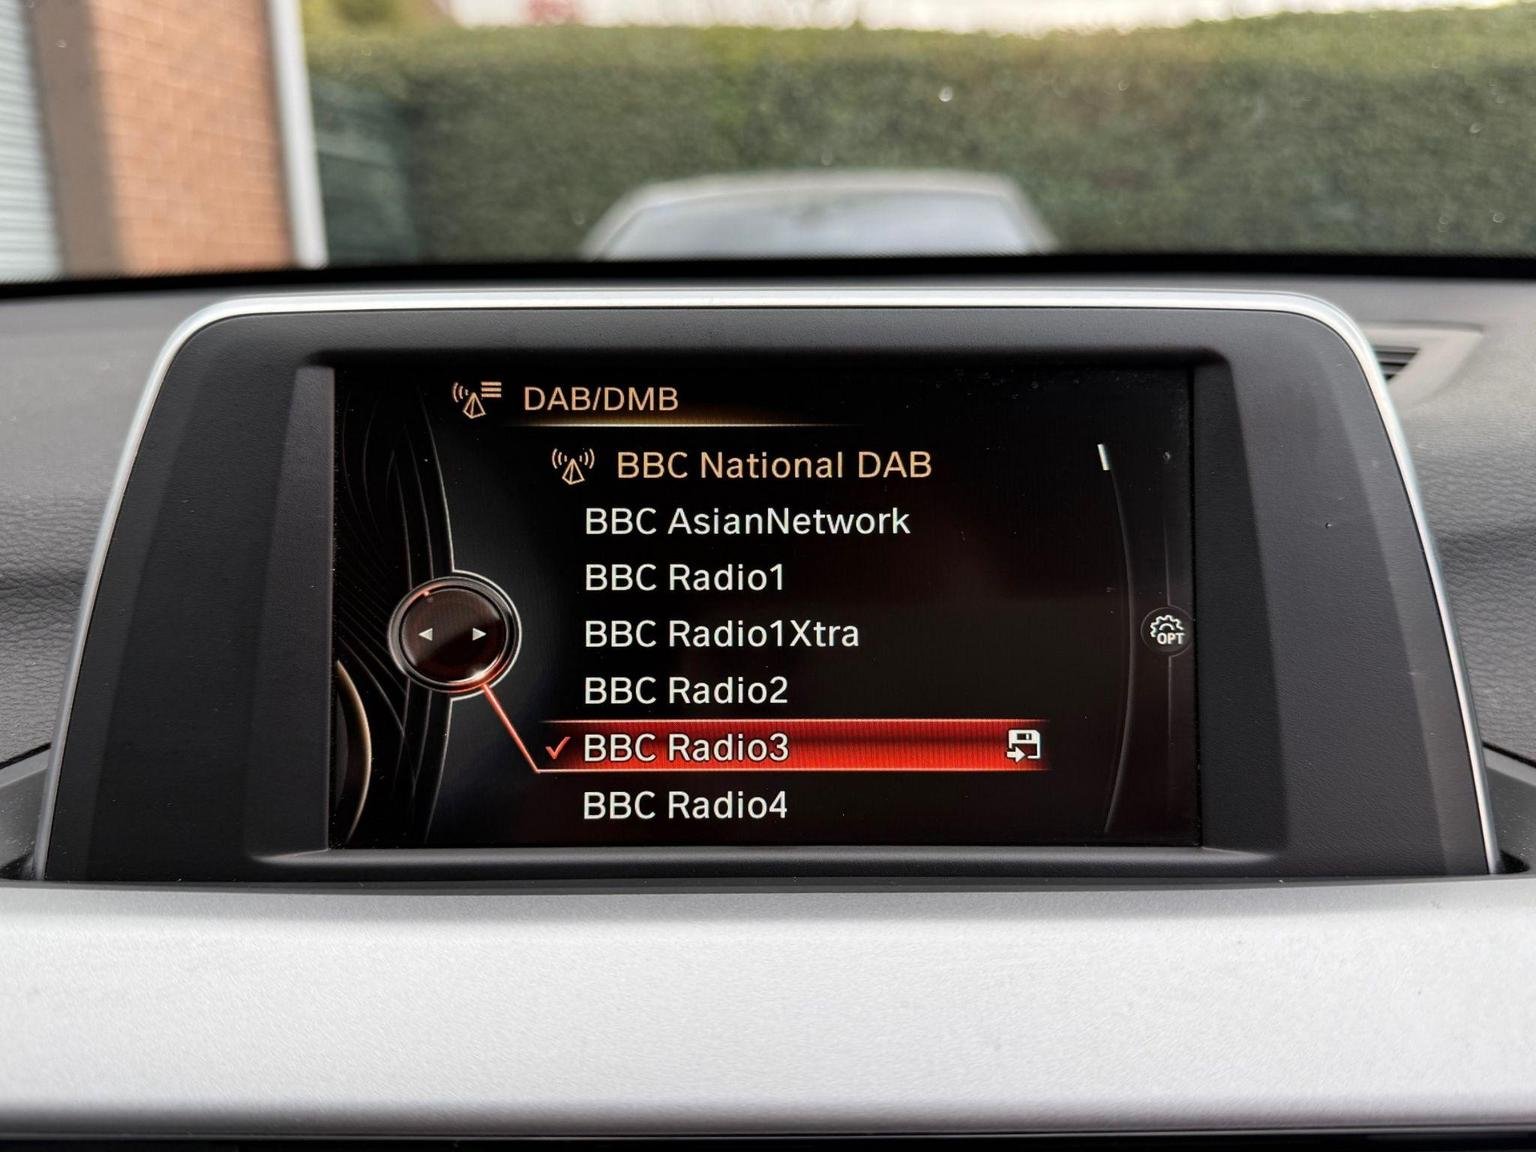 DAB/DMB
BBC National DAB
BBC AsianNetwork
BBC Radio1
BBC Radio1Xtra
BBC Radio2
BBC Radio3
OPT
BBC Radio4